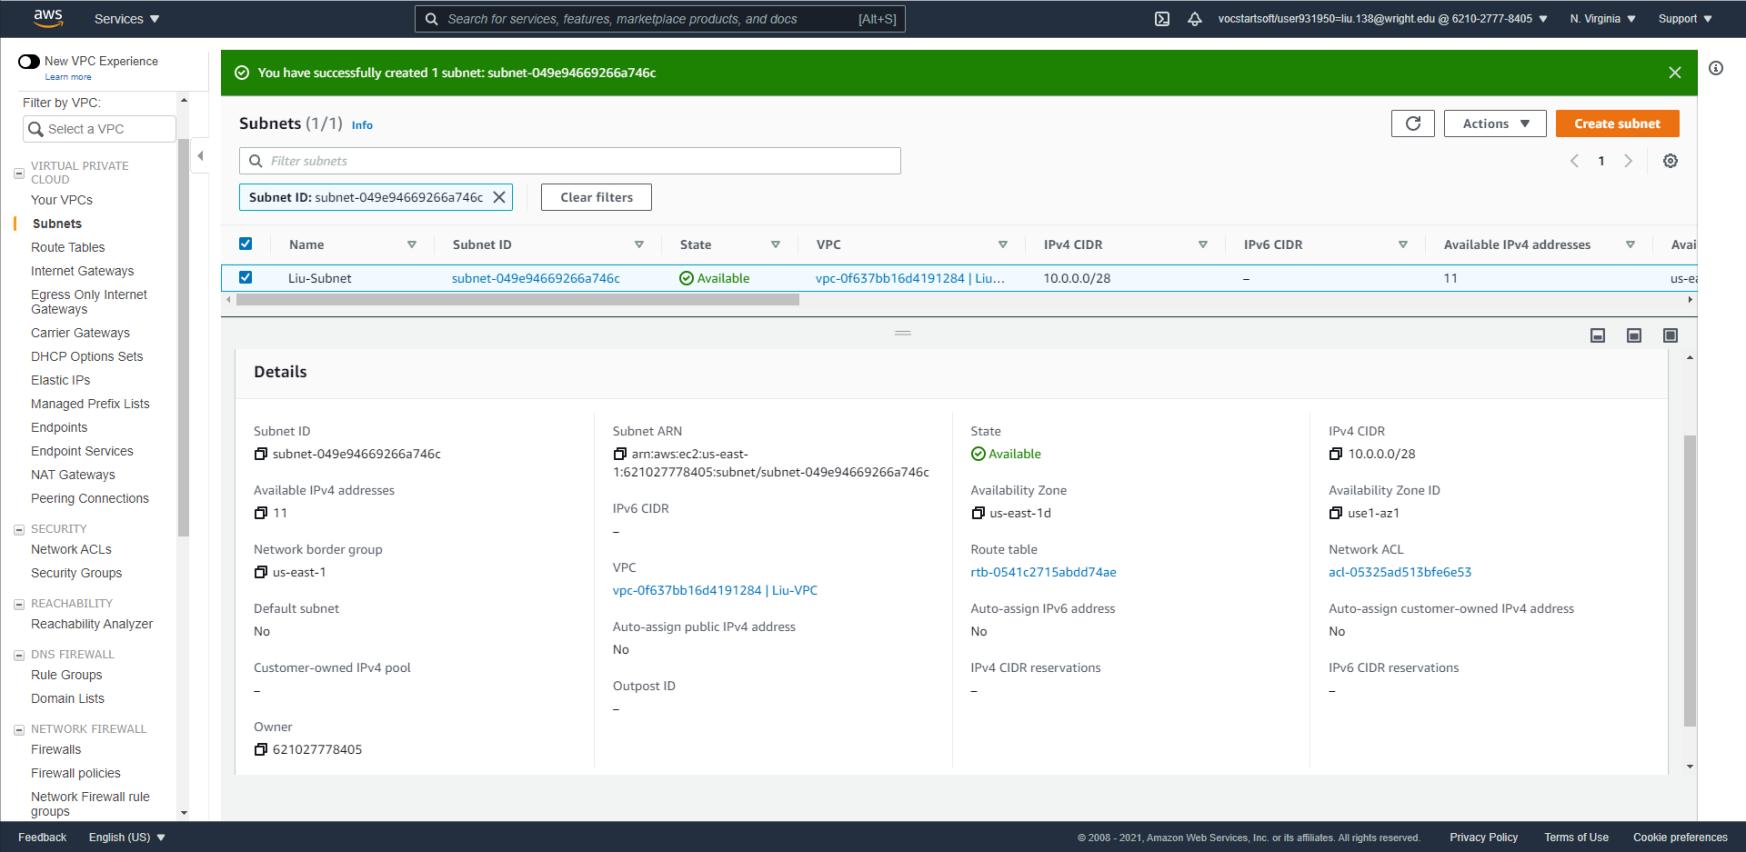 aws
Services
Search for services, features, marketplace products, and docs [Alt+S]
vocstartsoft/user931950=liu.138@wright.edu @ 6210-2777-8405
N. Virginia
Support
New VPC Experience
Learn more
Filter by VPC:
Select a VPC
VIRTUAL PRIVATE
CLOUD
Your VPCs
Subnets
Route Tables
Internet Gateways
Egress Only Internet
Gateways
Carrier Gateways
DHCP Options Sets
Elastic IPs
Managed Prefix Lists
Endpoints
Endpoint Services
NAT Gateways
Peering Connections
SECURITY
Network ACLs
Security Groups
REACHABILITY
Reachability Analyzer
DNS FIREWALL
Rule Groups
Domain Lists
NETWORK FIREWALL
Firewalls
Firewall policies
Network Firewall rule
groups
You have successfully created 1 subnet: subnet-049e94669266a746c
Subnets (1/1) Info
Actions
Create subnet
Filter subnets
1
Subnet ID: subnet-049e94669266a746c
Clear filters
Name Subnet ID State VPC IPv4 CIDR IPv6 CIDR Available IPv4 addresses Avai
Liu-Subnet subnet-049e94669266a746c Available vpc-0f637bb16d4191284 | Liu... 10.0.0.0/28 – 11 us-ea
Details
Subnet ID
subnet-049e94669266a746c
Available IPv4 addresses
11
Network border group
us-east-1
Default subnet
No
Customer-owned IPv4 pool
–
Owner
621027778405
Subnet ARN
arn:aws:ec2:us-east-
1:621027778405:subnet/subnet-049e94669266a746c
IPv6 CIDR
–
VPC
vpc-0f637bb16d4191284 | Liu-VPC
Auto-assign public IPv4 address
No
Outpost ID
–
State
Available
Availability Zone
us-east-1d
Route table
rtb-0541c2715abdd74ae
Auto-assign IPv6 address
No
IPv4 CIDR reservations
–
IPv4 CIDR
10.0.0.0/28
Availability Zone ID
use1-az1
Network ACL
acl-05325ad513bfe6e53
Auto-assign customer-owned IPv4 address
No
IPv6 CIDR reservations
–
Feedback
English (US)
© 2008 - 2021, Amazon Web Services, Inc. or its affiliates. All rights reserved.
Privacy Policy
Terms of Use
Cookie preferences